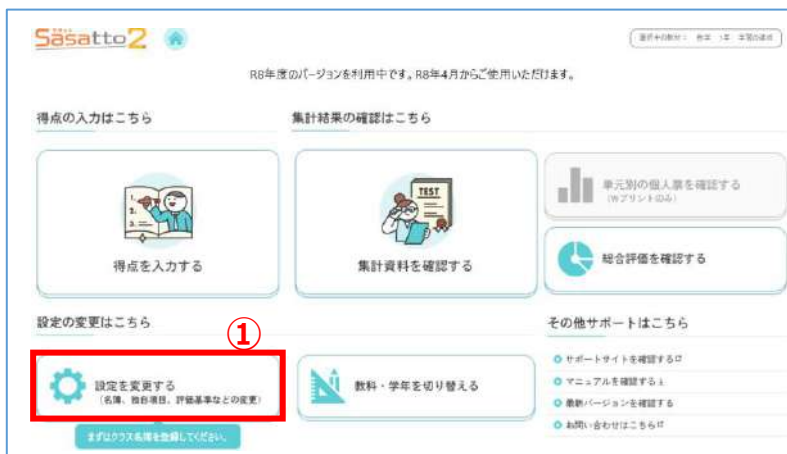 Sasatto2
R8年度のバージョンを利用中です。R8年4月からご使用いただけます。
得点の入力はこちら
集計結果の確認はこちら
TEST
1.
2.
3.
得点を入力する
集計資料を確認する
単元別の個人票を確認する
(Wプリントのみ)
総合評価を確認する
設定の変更はこちら
①
その他サポートはこちら
設定を変更する
(名簿、独自項目、評価基準などの変更)
まずはクラス名簿を登録してください。
教科・学年を切り替える
サポートサイトを確認する
マニュアルを確認する
最新バージョンを確認する
お問い合わせはこちら